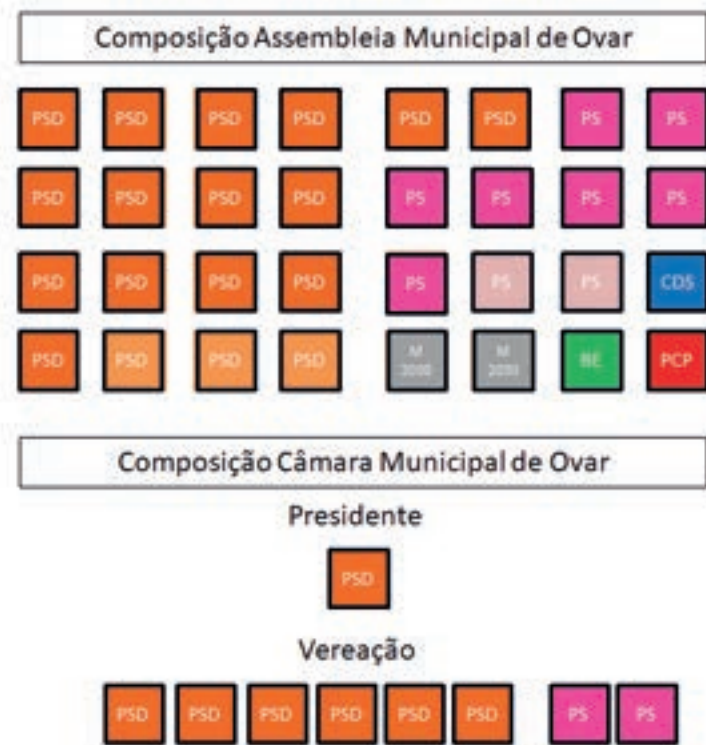 Composição Assembleia Municipal de Ovar
PSD PSD PSD PSD PSD PSD PS PS
PSD PSD PSD PSD PS PS PS PS
PSD PSD PSD PSD PS PS PS CDS
PSD PSD PSD PSD M M BE PCP
Composição Câmara Municipal de Ovar
Presidente
PSD
Vereação
PSD PSD PSD PSD PSD PSD PS PS